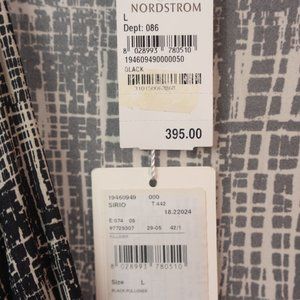 NORDSTROM
L
Dept: 086
8 028993 780510
194609490000050
BLACK
395.00
19460949 000
SIRIO T.442
18.22024
E:074 05
97729307 29-05 42/1
PULLOVER
8 028993 780510
Size L
BLACK PULLOVER